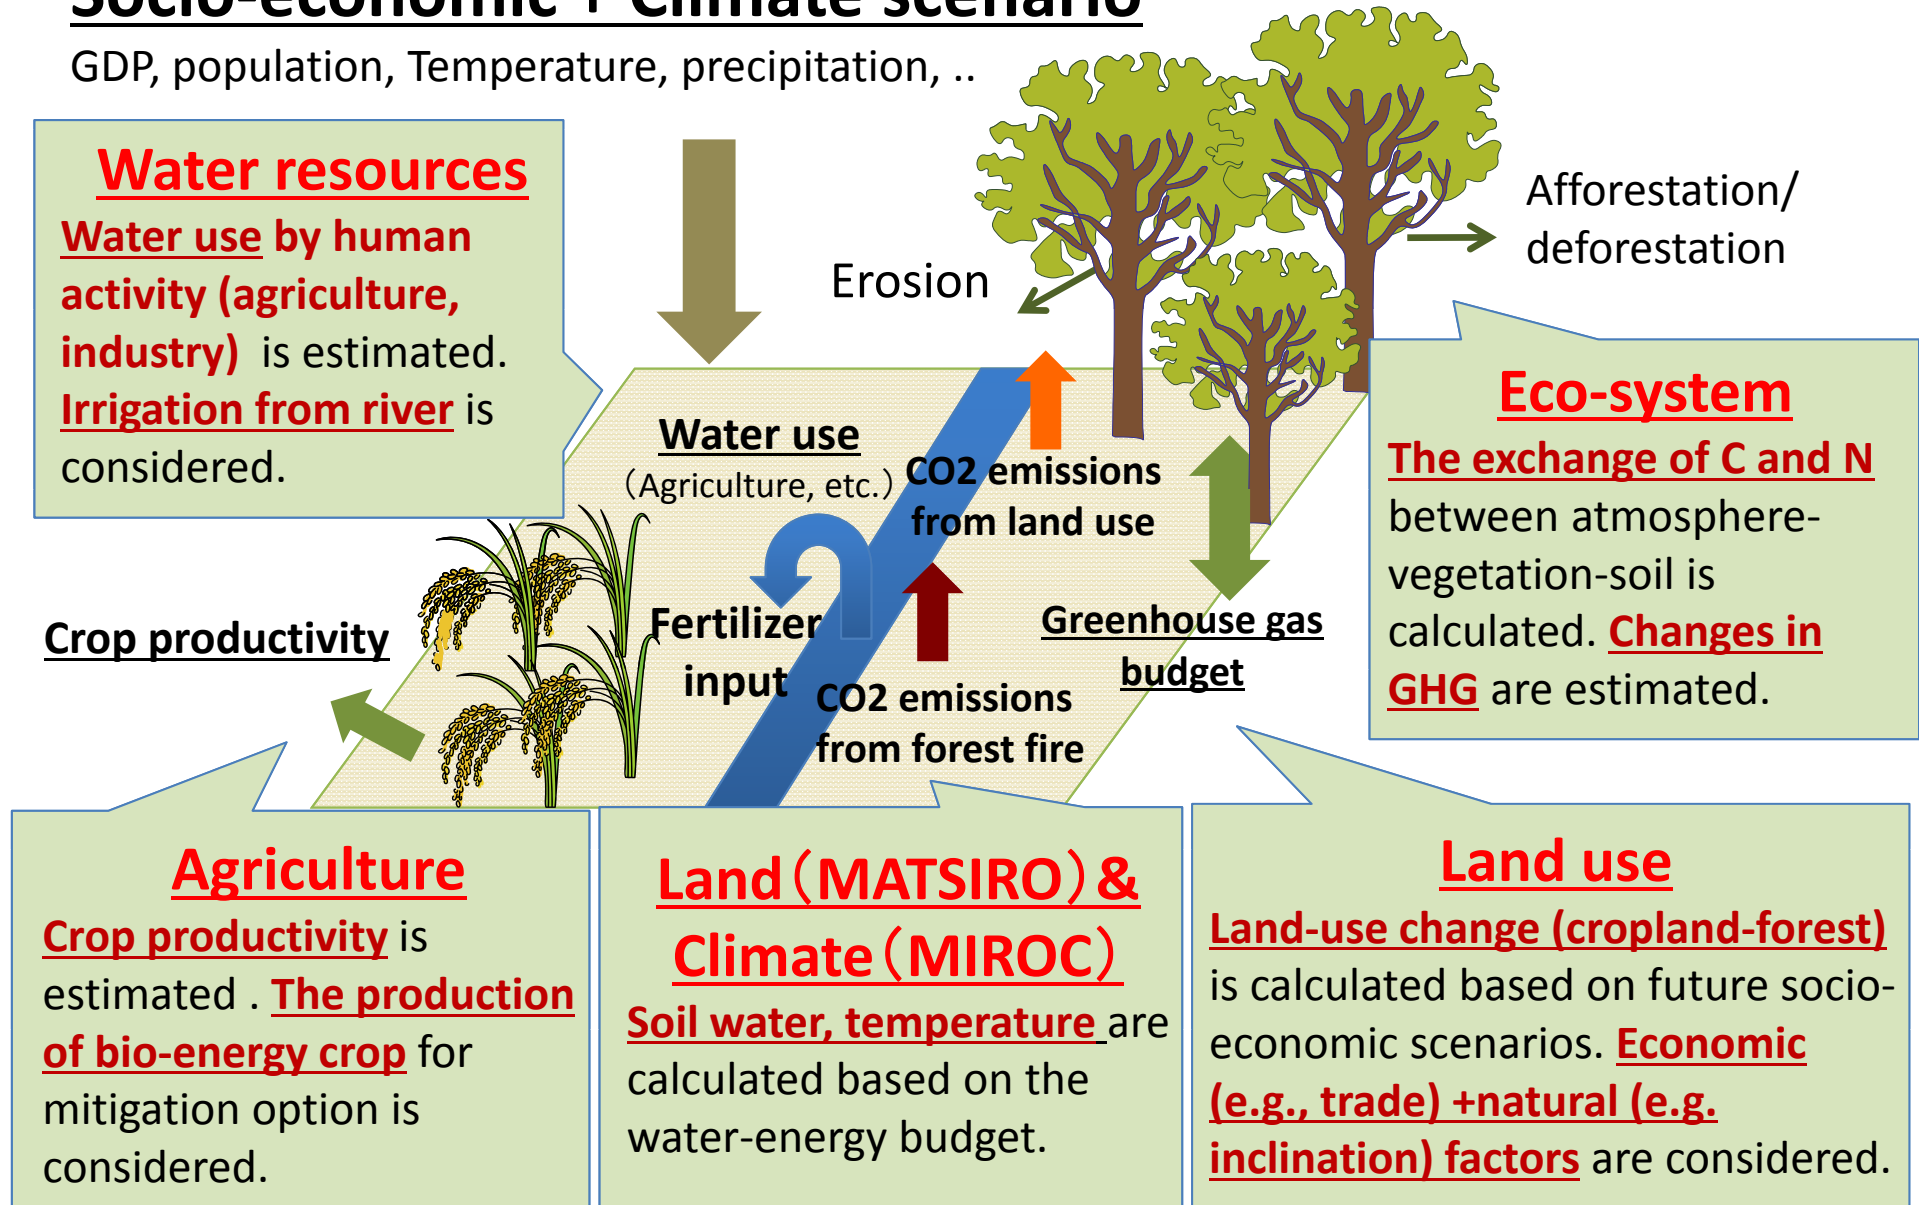 Socio-economic + Climate scenario
GDP, population, Temperature, precipitation, ..
Water resources
Water use by human
activity (agriculture,
industry) is estimated.
Irrigation from river is
considered.
Erosion
Afforestation/
deforestation
Eco-system
The exchange of C and N
between atmosphere-
vegetation-soil is
calculated. Changes in
GHG are estimated.
Water use
（Agriculture, etc.）
CO2 emissions
from land use
Fertilizer
input
Greenhouse gas
budget
CO2 emissions
from forest fire
Crop productivity
Agriculture
Crop productivity is
estimated . The production
of bio-energy crop for
mitigation option is
considered.
Land（MATSIRO）&
Climate（MIROC）
Soil water, temperature are
calculated based on the
water-energy budget.
Land use
Land-use change (cropland-forest)
is calculated based on future socio-
economic scenarios. Economic
(e.g., trade) +natural (e.g.
inclination) factors are considered.